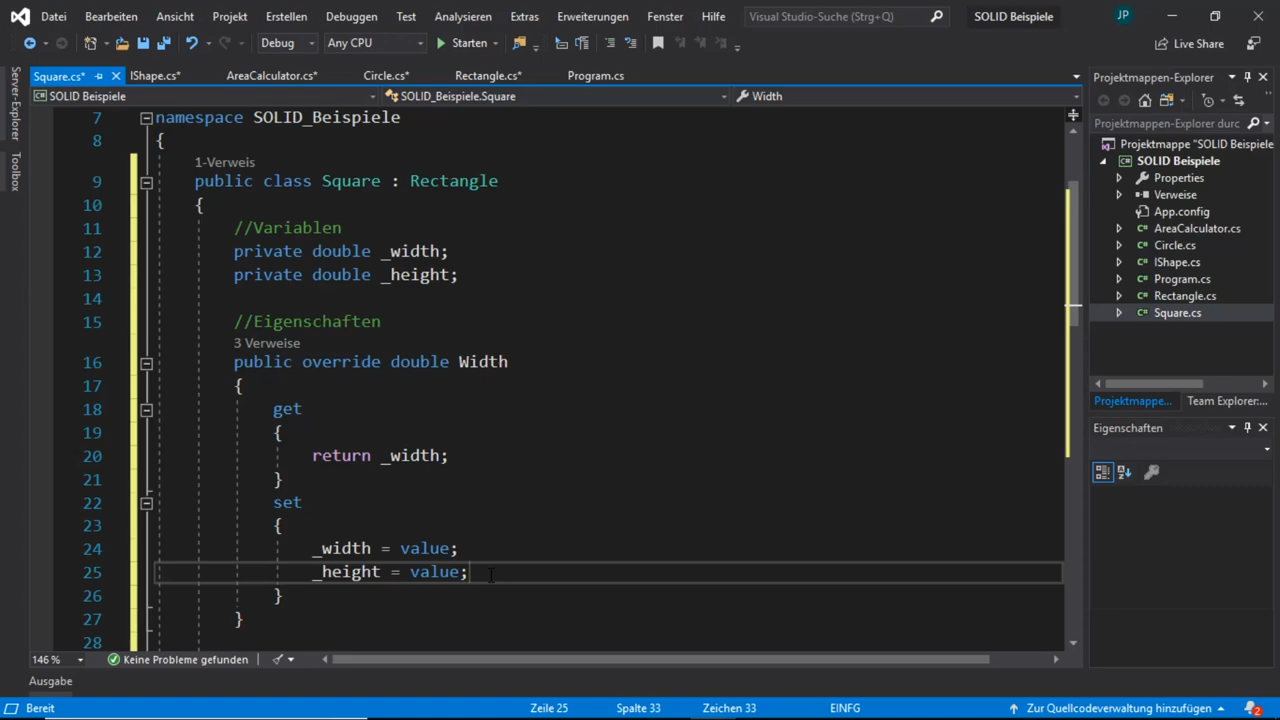 Datei Bearbeiten Ansicht Projekt Erstellen Debuggen Test Analysieren Extras Erweiterungen Fenster Hilfe Visual Studio-Suche (Strg+Q) SOLID Beispiele JP
Debug Any CPU Starten Live Share
Server-Explorer
Toolbox
Square.cs* IShape.cs* AreaCalculator.cs* Circle.cs* Rectangle.cs* Program.cs
SOLID Beispiele SOLID_Beispiele.Square Width
7 namespace SOLID_Beispiele
8 {
1-Verweis
9 public class Square : Rectangle
10 {
11 //Variablen
12 private double _width;
13 private double _height;
14
15 //Eigenschaften
3 Verweise
16 public override double Width
17 {
18 get
19 {
20 return _width;
21 }
22 set
23 {
24 _width = value;
25 _height = value;
26 }
27 }
28
146 % Keine Probleme gefunden
Ausgabe
Projektmappen-Explorer
Projektmappen-Explorer durc
Projektmappe "SOLID Beispiele
SOLID Beispiele
Properties
Verweise
App.config
AreaCalculator.cs
Circle.cs
IShape.cs
Program.cs
Rectangle.cs
Square.cs
Projektmappe... Team Explorer:...
Eigenschaften
Bereit Zeile 25 Spalte 33 Zeichen 33 EINFG Zur Quellcodeverwaltung hinzufügen 2